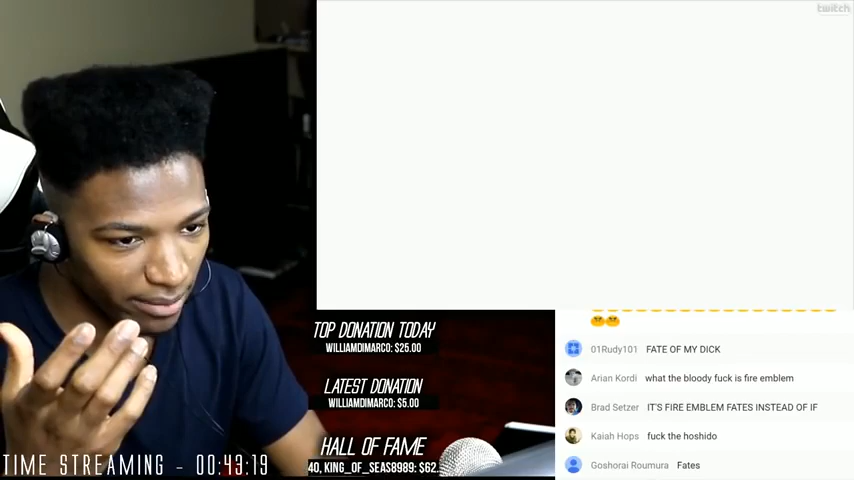 twitch
TOP DONATION TODAY
WILLIAMDIMARCO: $25.00
LATEST DONATION
WILLIAMDIMARCO: $5.00
HALL OF FAME
40, KING_OF_SEAS8989: $62.
TIME STREAMING - 00:43:19
01Rudy101 FATE OF MY DICK
Arian Kordi what the bloody fuck is fire emblem
Brad Setzer IT'S FIRE EMBLEM FATES INSTEAD OF IF
Kaiah Hops fuck the hoshido
Goshorai Roumura Fates